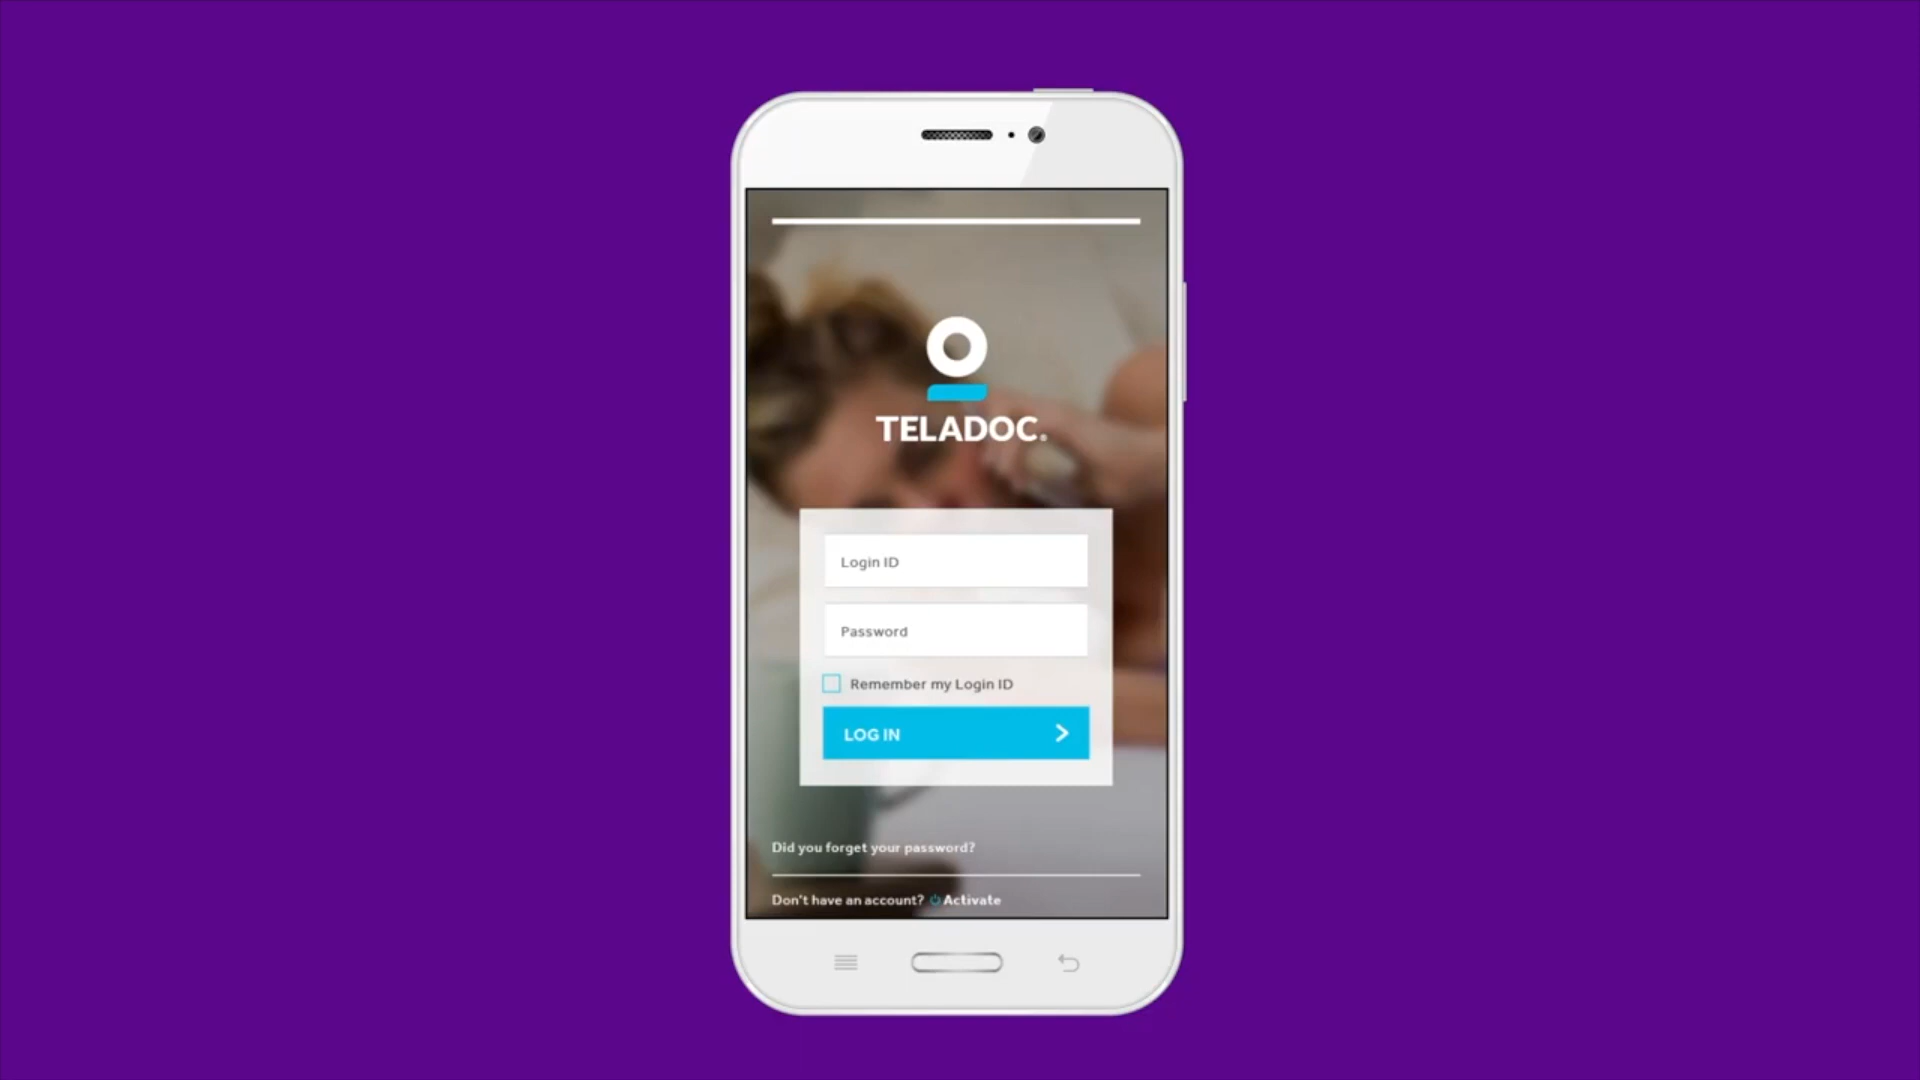 TELADOC®
Login ID
Password
Remember my Login ID
LOG IN
Did you forget your password?
Don't have an account? Activate